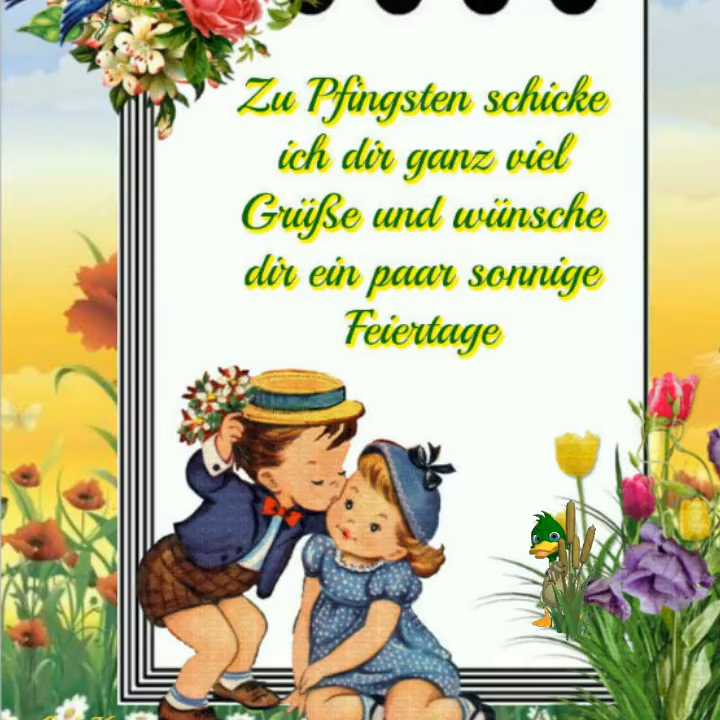 Zu Pfingsten schicke
ich dir ganz viel
Grüße und wünsche
dir ein paar sonnige
Feiertage